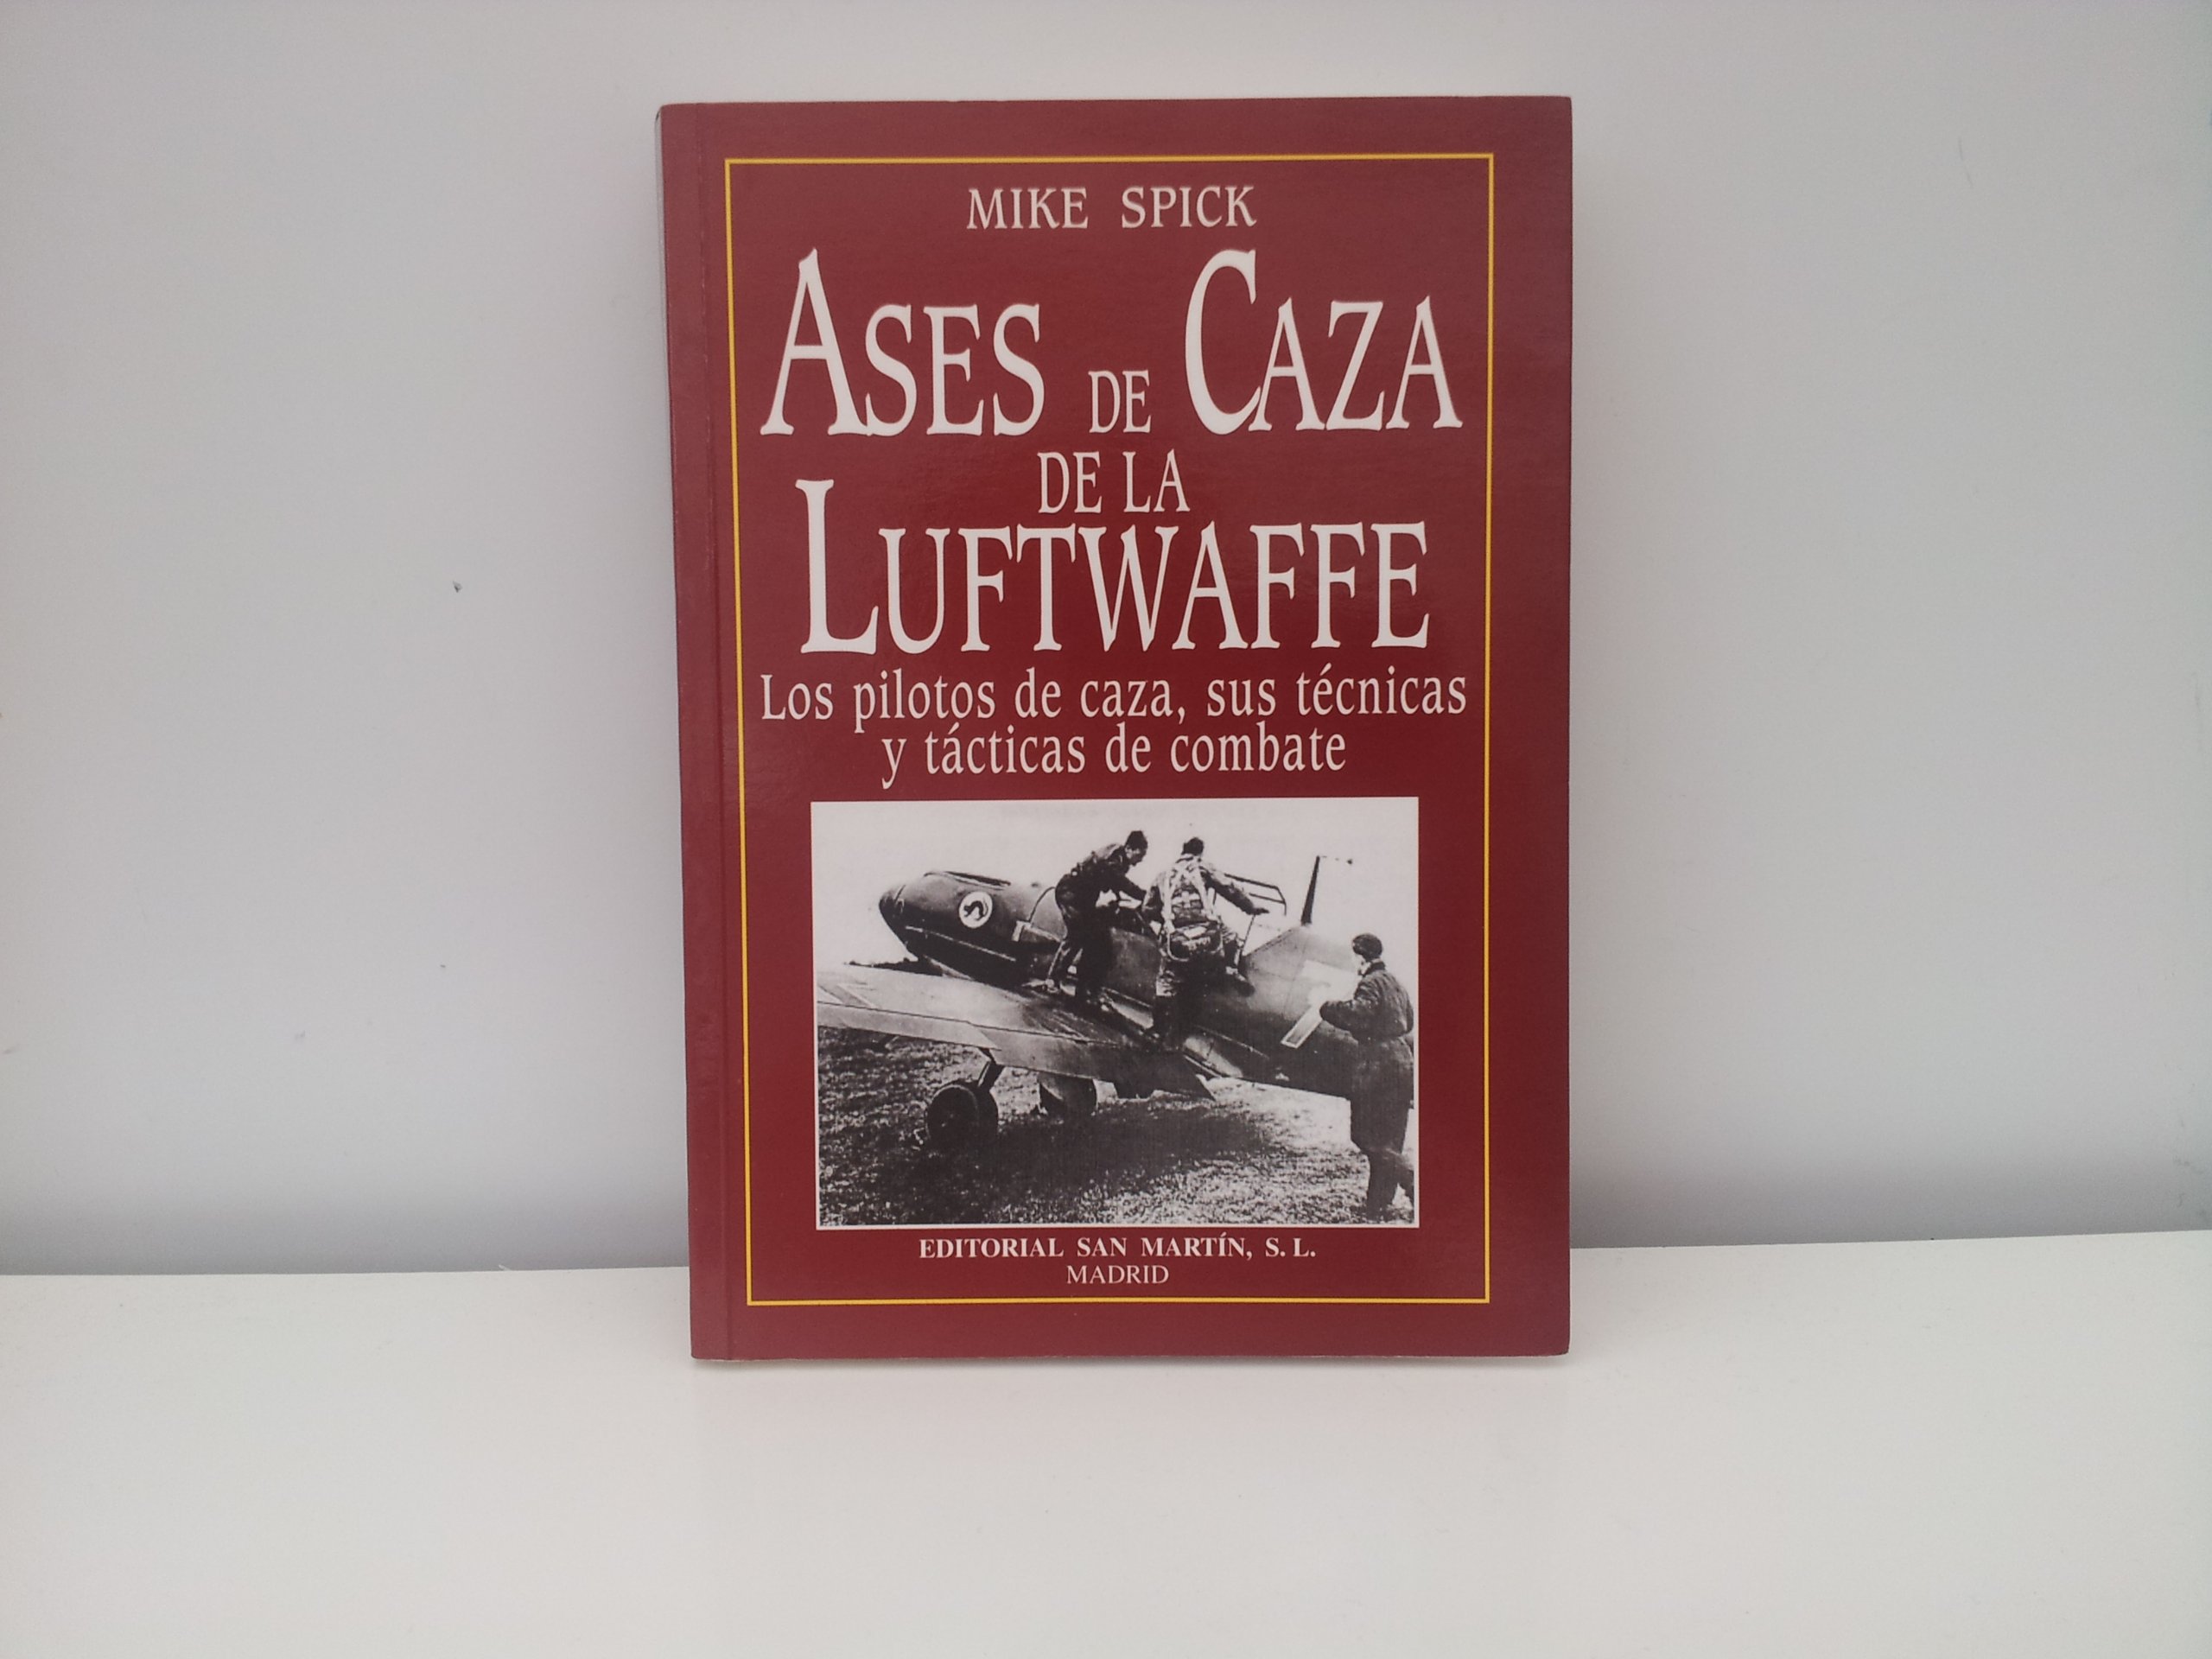 MIKE SPICK
ASES DE CAZA
DE LA
LUFTWAFFE
Los pilotos de caza, sus técnicas
y tácticas de combate
EDITORIAL SAN MARTÍN, S. L.
MADRID